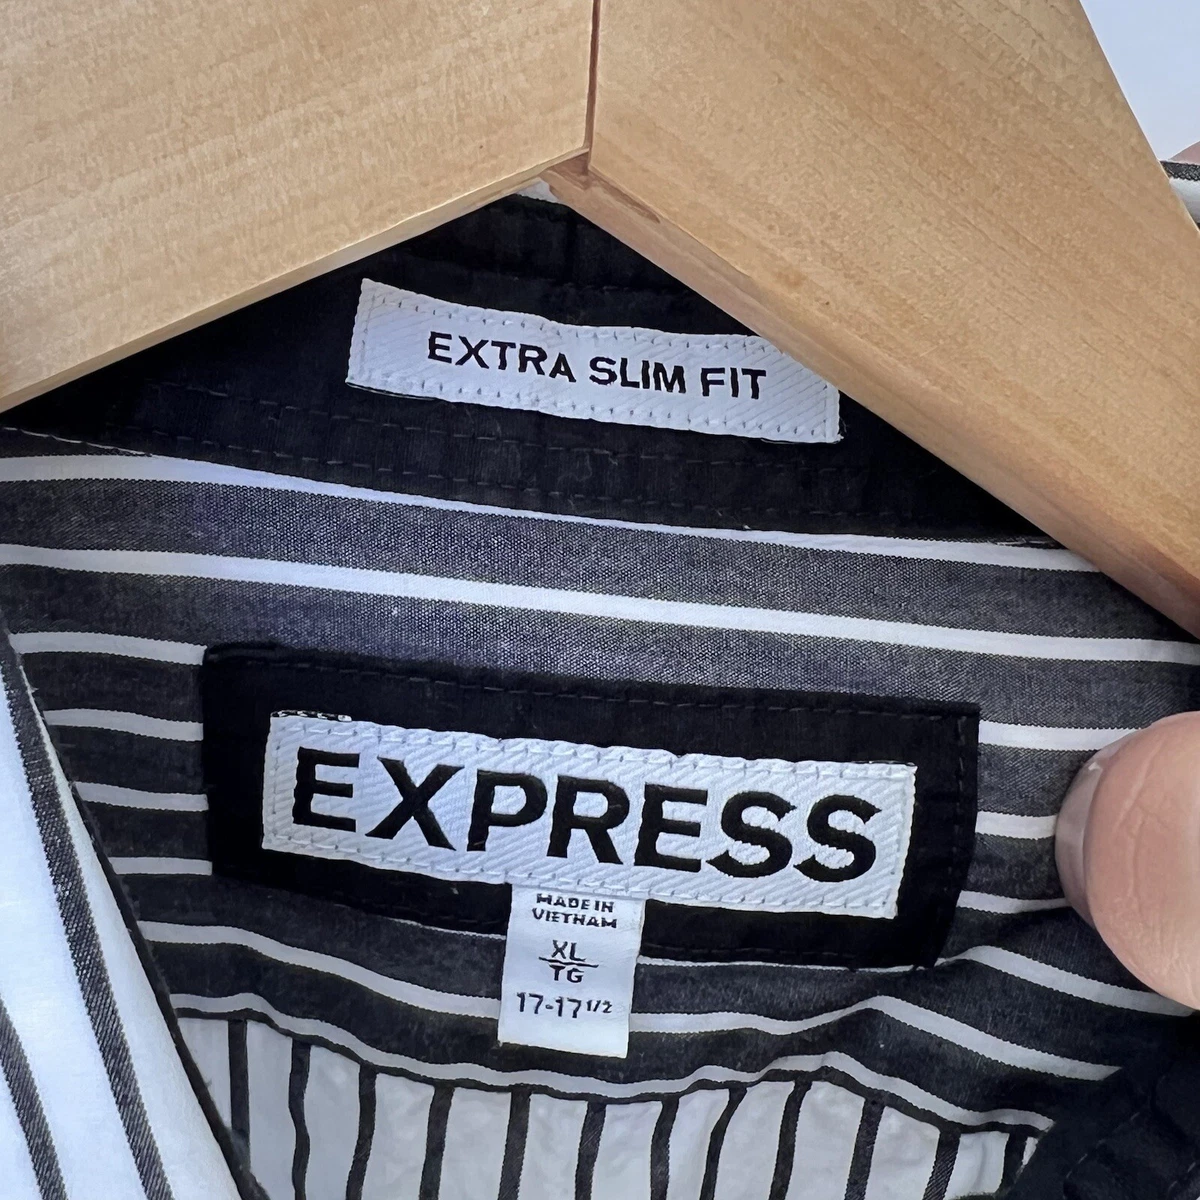 EXTRA SLIM FIT
EXPRESS
MADE IN
VIETNAM
XL
TG
17-17 1/2